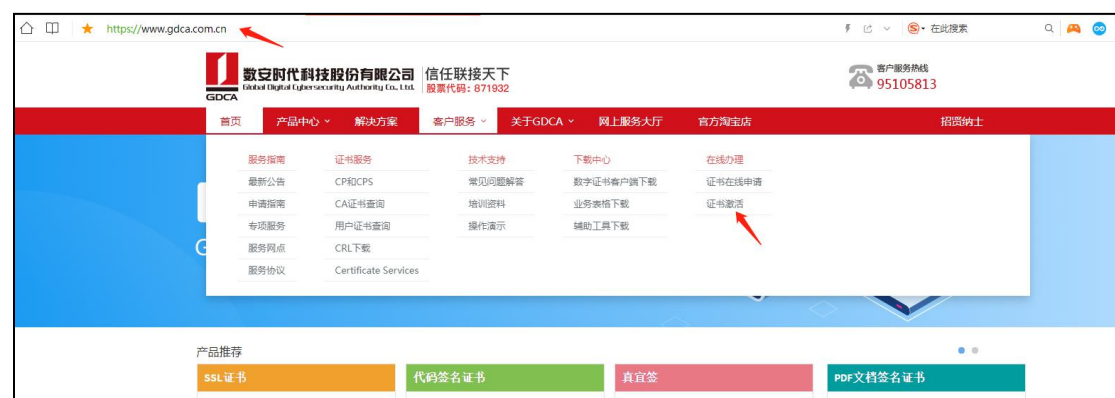 https://www.gdca.com.cn
在此搜索
GDCA
数安时代科技股份有限公司
Global Digital Cybersecurity Authority Co., Ltd.
信任联接天下
股票代码: 871932
客户服务热线
95105813
首页 产品中心 解决方案 客户服务 关于GDCA 网上服务大厅 官方淘宝店 招贤纳士
服务指南 证书服务 技术支持 下载中心 在线办理
最新公告 CP和CPS 常见问题解答 数字证书客户端下载 证书在线申请
申请指南 CA证书查询 培训资料 业务表格下载 证书激活
专项服务 用户证书查询 操作演示 辅助工具下载
服务网点 CRL下载
服务协议 Certificate Services
G
产品推荐
SSL证书 代码签名证书 真宜签 PDF文档签名证书